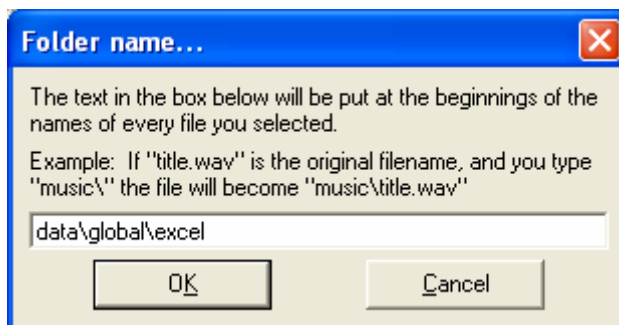 Folder name...
The text in the box below will be put at the beginnings of the
names of every file you selected.
Example:  If "title.wav" is the original filename, and you type
"music\" the file will become "music\title.wav"
data\global\excel
OK
Cancel